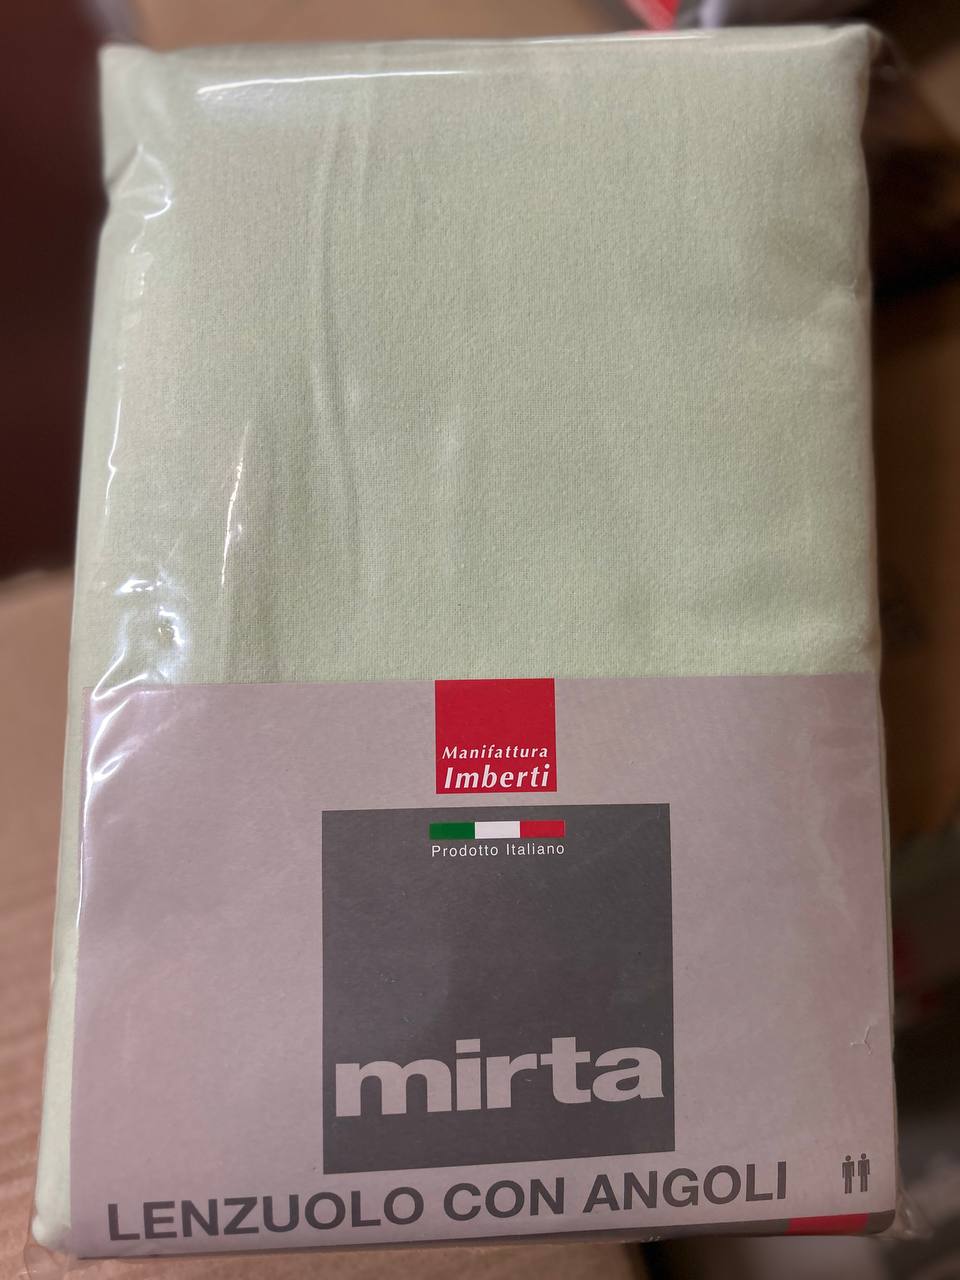 Manifattura
Imberti
Prodotto Italiano
mirta
LENZUOLO CON ANGOLI